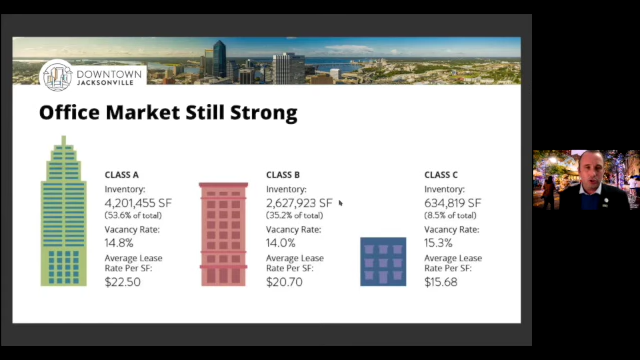 DOWNTOWN
JACKSONVILLE
Office Market Still Strong
CLASS A
Inventory:
4,201,455 SF
(53.6% of total)
Vacancy Rate:
14.8%
Average Lease
Rate Per SF:
$22.50
CLASS B
Inventory:
2,627,923 SF
(35.2% of total)
Vacancy Rate:
14.0%
Average Lease
Rate Per SF:
$20.70
CLASS C
Inventory:
634,819 SF
(8.5% of total)
Vacancy Rate:
15.3%
Average Lease
Rate Per SF:
$15.68